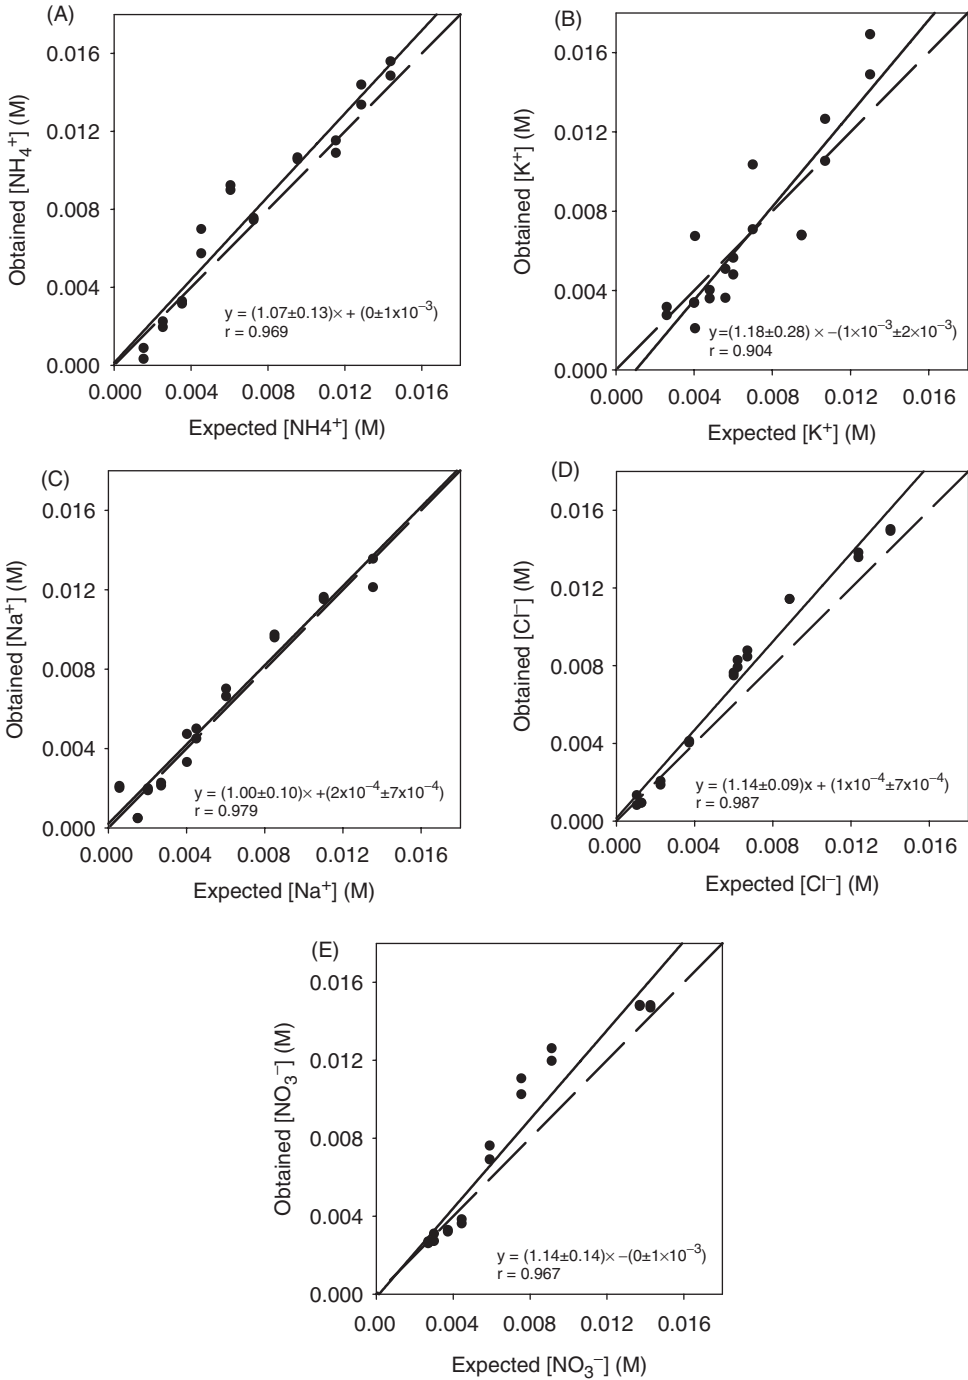 (A)
Obtained [NH4+] (M)
0.016
0.012
0.008
0.004
0.000
y = (1.07±0.13)× + (0±1x10−3)
r = 0.969
0.000 0.004 0.008 0.012 0.016
Expected [NH4+] (M)
(B)
Obtained [K+] (M)
0.016
0.012
0.008
0.004
0.000
y=(1.18±0.28) × −(1×10−3±2×10−3)
r = 0.904
0.000 0.004 0.008 0.012 0.016
Expected [K+] (M)
(C)
Obtained [Na+] (M)
0.016
0.012
0.008
0.004
0.000
y = (1.00±0.10)× +(2x10−4±7x10−4)
r = 0.979
0.000 0.004 0.008 0.012 0.016
Expected [Na+] (M)
(D)
Obtained [Cl−] (M)
0.016
0.012
0.008
0.004
0.000
y = (1.14±0.09)x + (1x10−4±7x10−4)
r = 0.987
0.000 0.004 0.008 0.012 0.016
Expected [Cl−] (M)
(E)
Obtained [NO3−] (M)
0.016
0.012
0.008
0.004
0.000
y = (1.14±0.14)× −(0±1×10−3)
r = 0.967
0.00 0.004 0.008 0.012 0.016
Expected [NO3−] (M)